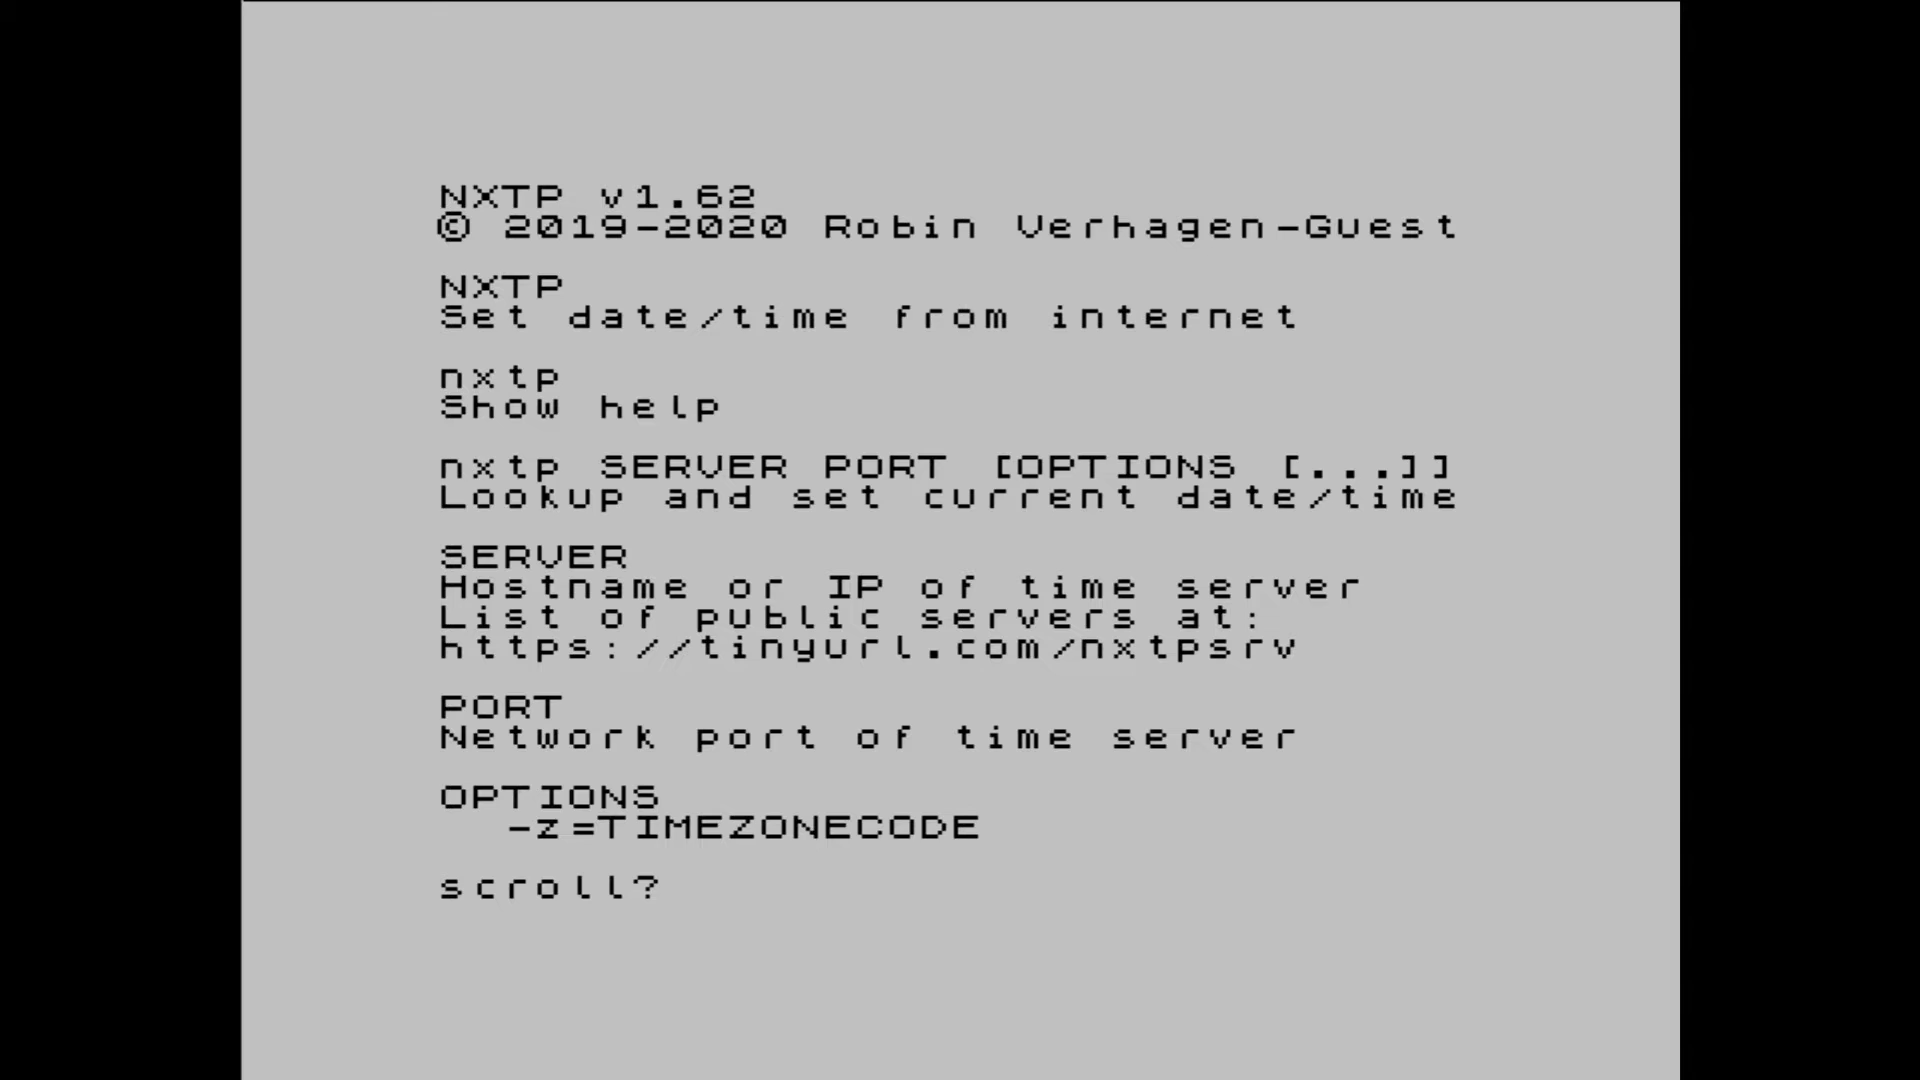 NXTP v1.62
© 2019-2020 Robin Verhagen-Guest
NXTP
Set date/time from internet
nxtp
Show help
nxtp SERVER PORT [OPTIONS [...]]
Lookup and set current date/time
SERVER
Hostname or IP of time server
List of public servers at:
https://tinyurl.com/nxtpsrv
PORT
Network port of time server
OPTIONS
-z=TIMEZONECODE
scroll?